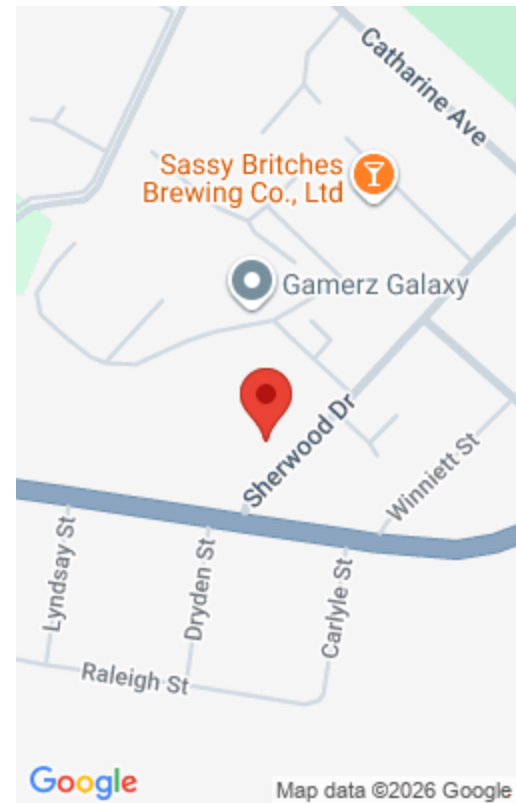 Catharine Ave
Sassy Britches
Brewing Co., Ltd
Gamerz Galaxy
Sherwood Dr
Winniett St
Lyndsay St
Dryden St
Carlyle St
Raleigh St
Google
Map data ©2026 Google